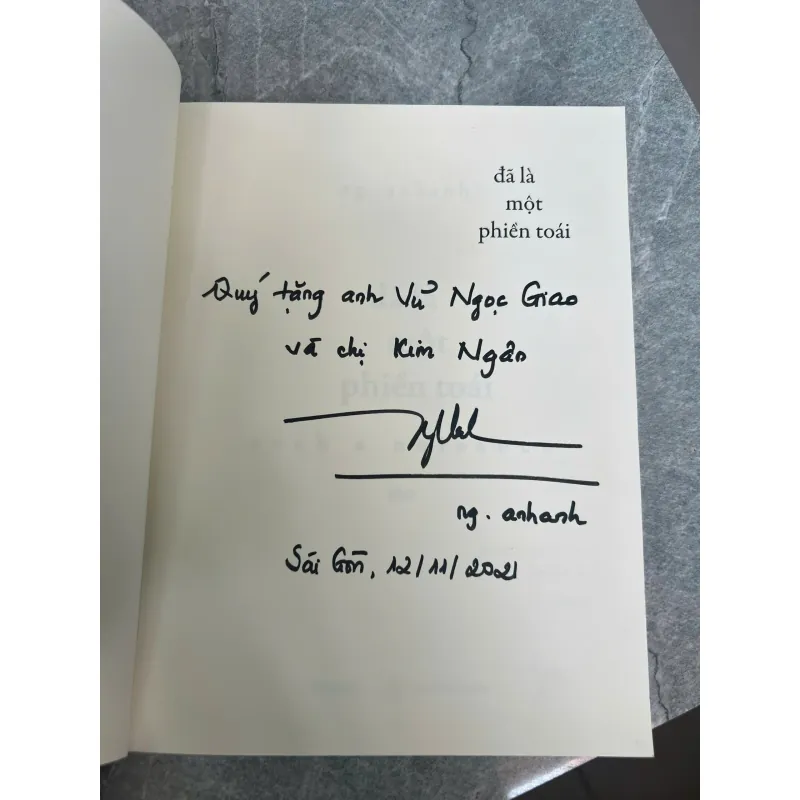 đã là
một
phiền toái
Quý tặng anh Vũ Ngọc Giao
và chị Kim Ngân
ng. anhanh
Sài Gòn, 12/11/2021